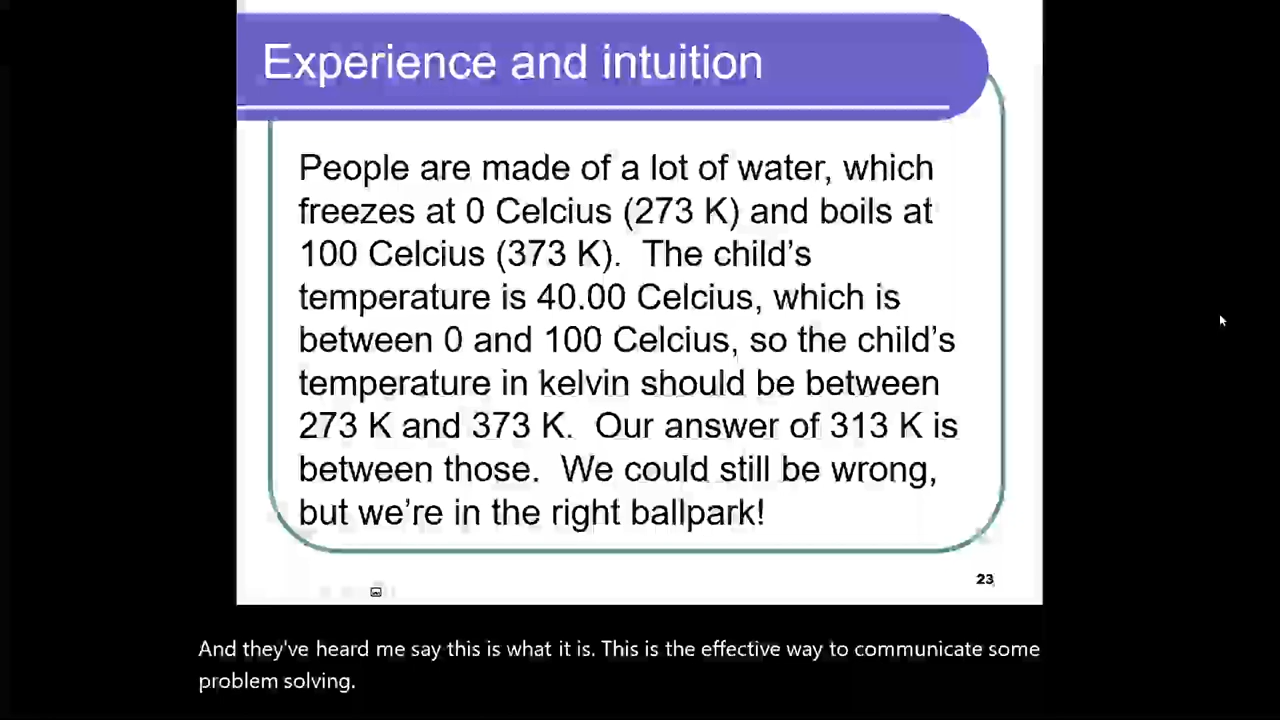 Experience and intuition
People are made of a lot of water, which
freezes at 0 Celcius (273 K) and boils at
100 Celcius (373 K).  The child's
temperature is 40.00 Celcius, which is
between 0 and 100 Celcius, so the child's
temperature in kelvin should be between
273 K and 373 K.  Our answer of 313 K is
between those.  We could still be wrong,
but we're in the right ballpark!
23
And they've heard me say this is what it is. This is the effective way to communicate some
problem solving.